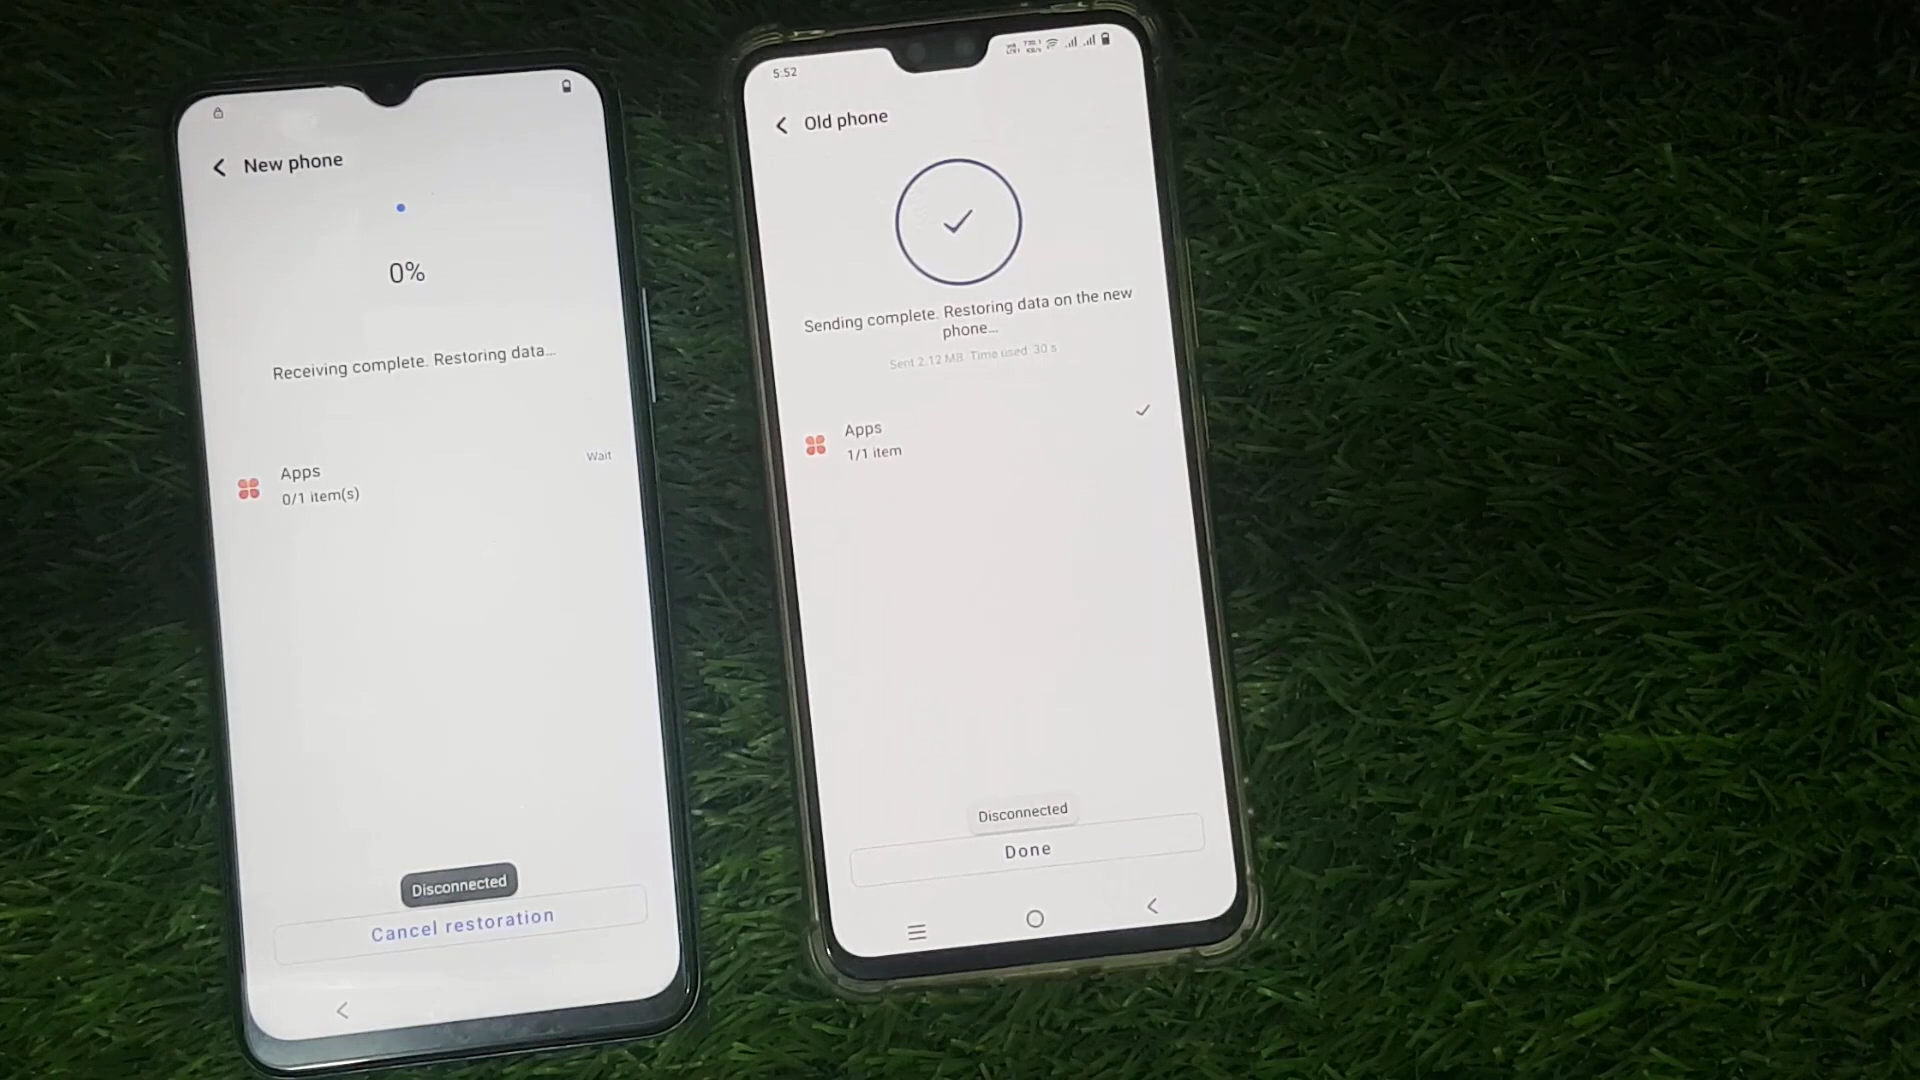 New phone
0%
Receiving complete. Restoring data...
Apps
Wait
0/1 item(s)
Disconnected
Cancel restoration
5:52
Old phone
Sending complete. Restoring data on the new
phone...
Sent 2.12 MB. Time used 30 s
Apps
1/1 item
Disconnected
Done